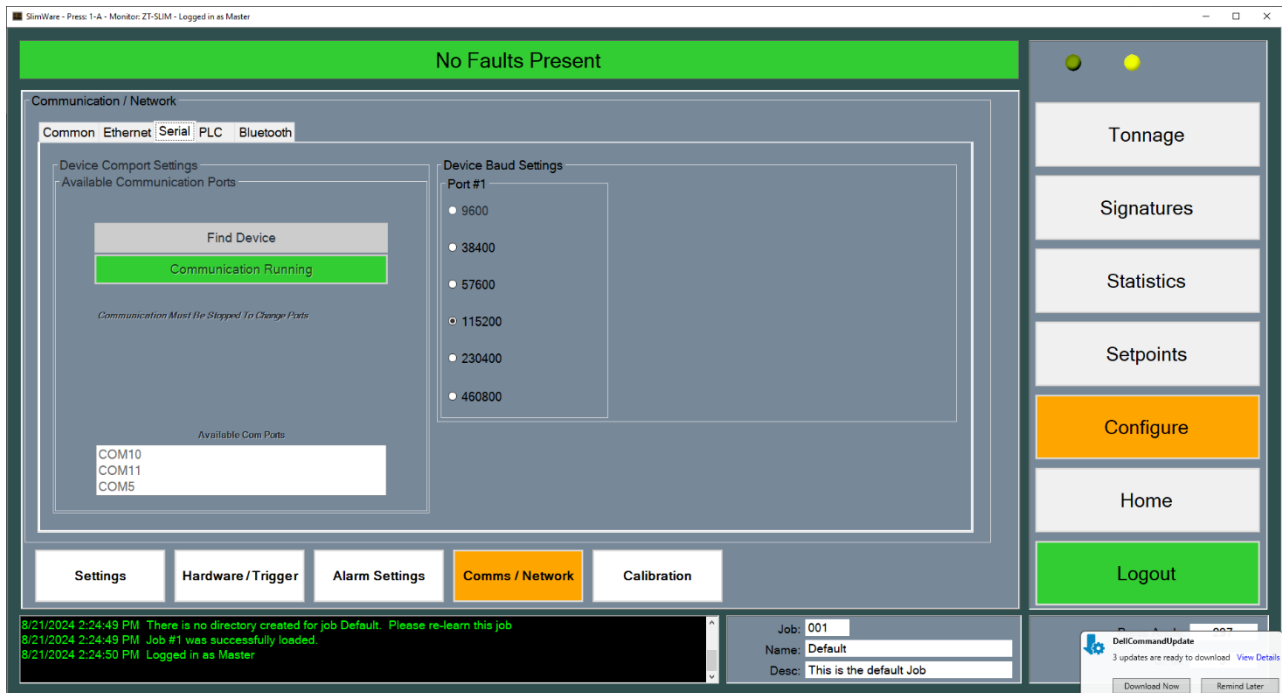 SlimWare - Press: 1-A - Monitor: ZT-SLIM - Logged in as Master
No Faults Present
Communication / Network
Common Ethernet Serial PLC Bluetooth
Device Comport Settings
Available Communication Ports
Find Device
Communication Running
Communication Must Be Stopped To Change Ports
Available Com Ports
COM10
COM11
COM5
Device Baud Settings
Port #1
9600
38400
57600
115200
230400
460800
Tonnage
Signatures
Statistics
Setpoints
Configure
Home
Logout
Settings
Hardware / Trigger
Alarm Settings
Comms / Network
Calibration
8/21/2024 2:24:49 PM There is no directory created for job Default. Please re-learn this job
8/21/2024 2:24:49 PM Job #1 was successfully loaded.
8/21/2024 2:24:50 PM Logged in as Master
Job: 001
Name: Default
Desc: This is the default Job
DellCommandUpdate
3 updates are ready to download View Details
Download Now Remind Later